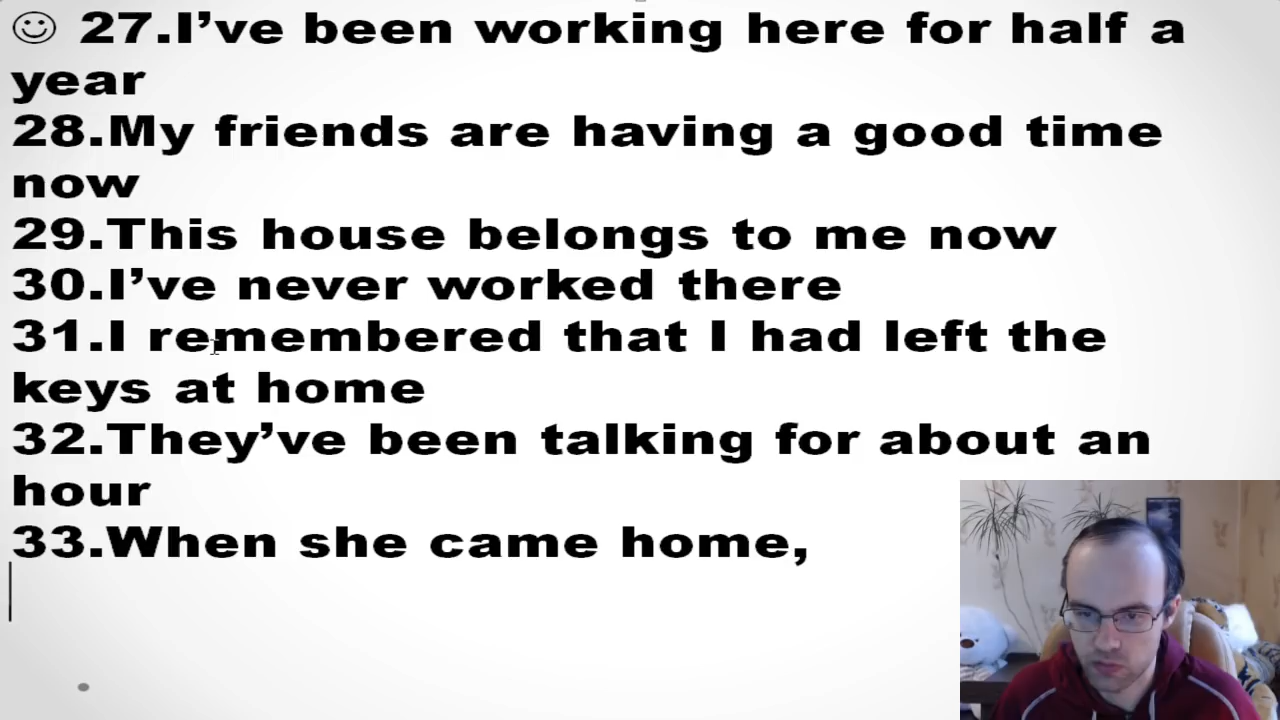 ☺ 27.I’ve been working here for half a
year
28.My friends are having a good time
now
29.This house belongs to me now
30.I’ve never worked there
31.I remembered that I had left the
keys at home
32.They’ve been talking for about an
hour
33.When she came home,